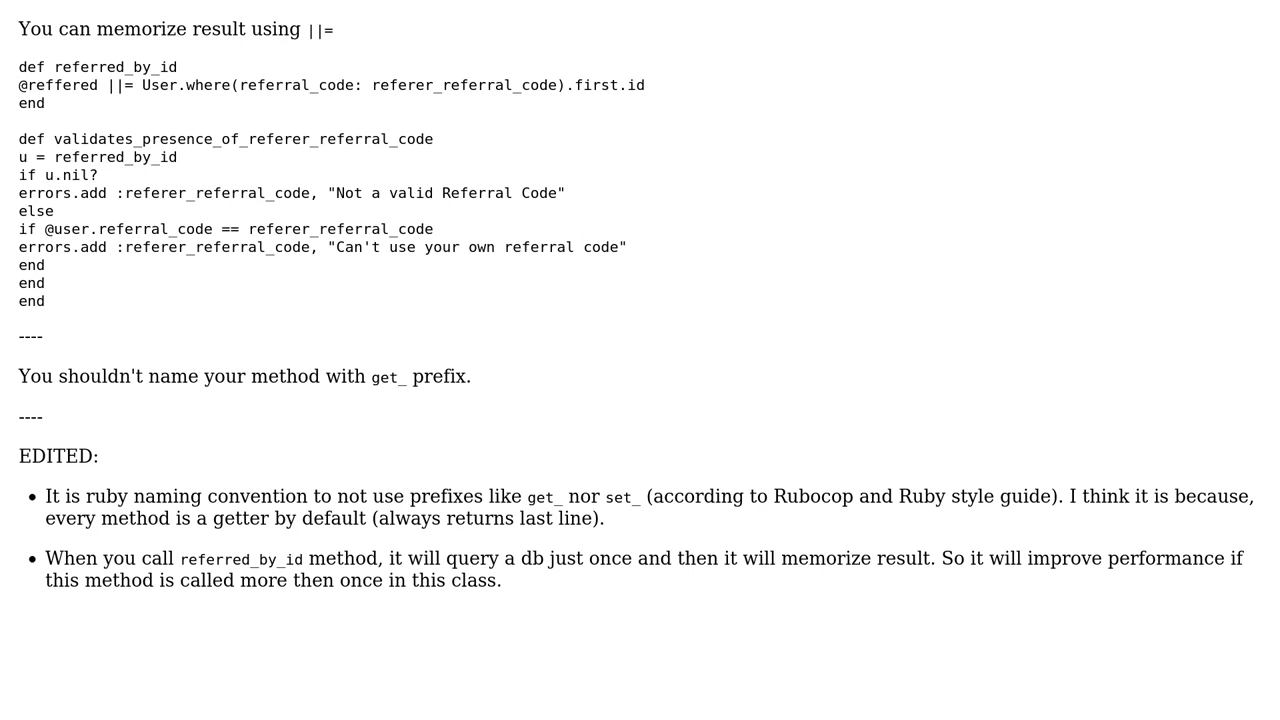 You can memorize result using ||=
def referred_by_id
@reffered ||= User.where(referral_code: referer_referral_code).first.id
end
def validates_presence_of_referer_referral_code
u = referred_by_id
if u.nil?
errors.add :referer_referral_code, "Not a valid Referral Code"
else
if @user.referral_code == referer_referral_code
errors.add :referer_referral_code, "Can't use your own referral code"
end
end
end
----
You shouldn't name your method with get_ prefix.
----
EDITED:
• It is ruby naming convention to not use prefixes like get_ nor set_ (according to Rubocop and Ruby style guide). I think it is because,
every method is a getter by default (always returns last line).
• When you call referred_by_id method, it will query a db just once and then it will memorize result. So it will improve performance if
this method is called more then once in this class.